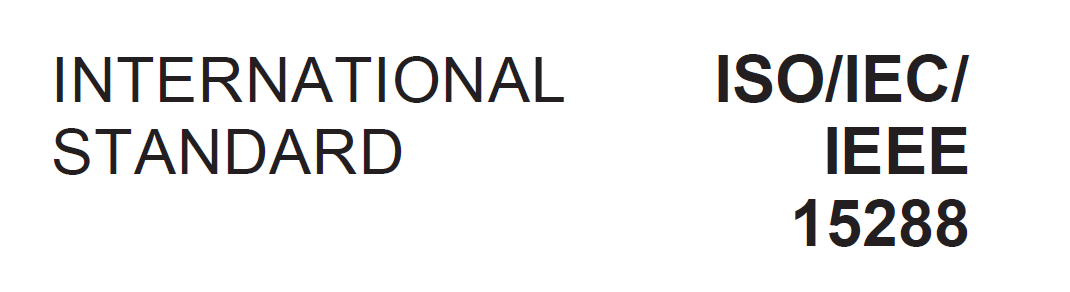 INTERNATIONAL
STANDARD
ISO/IEC/
IEEE
15288